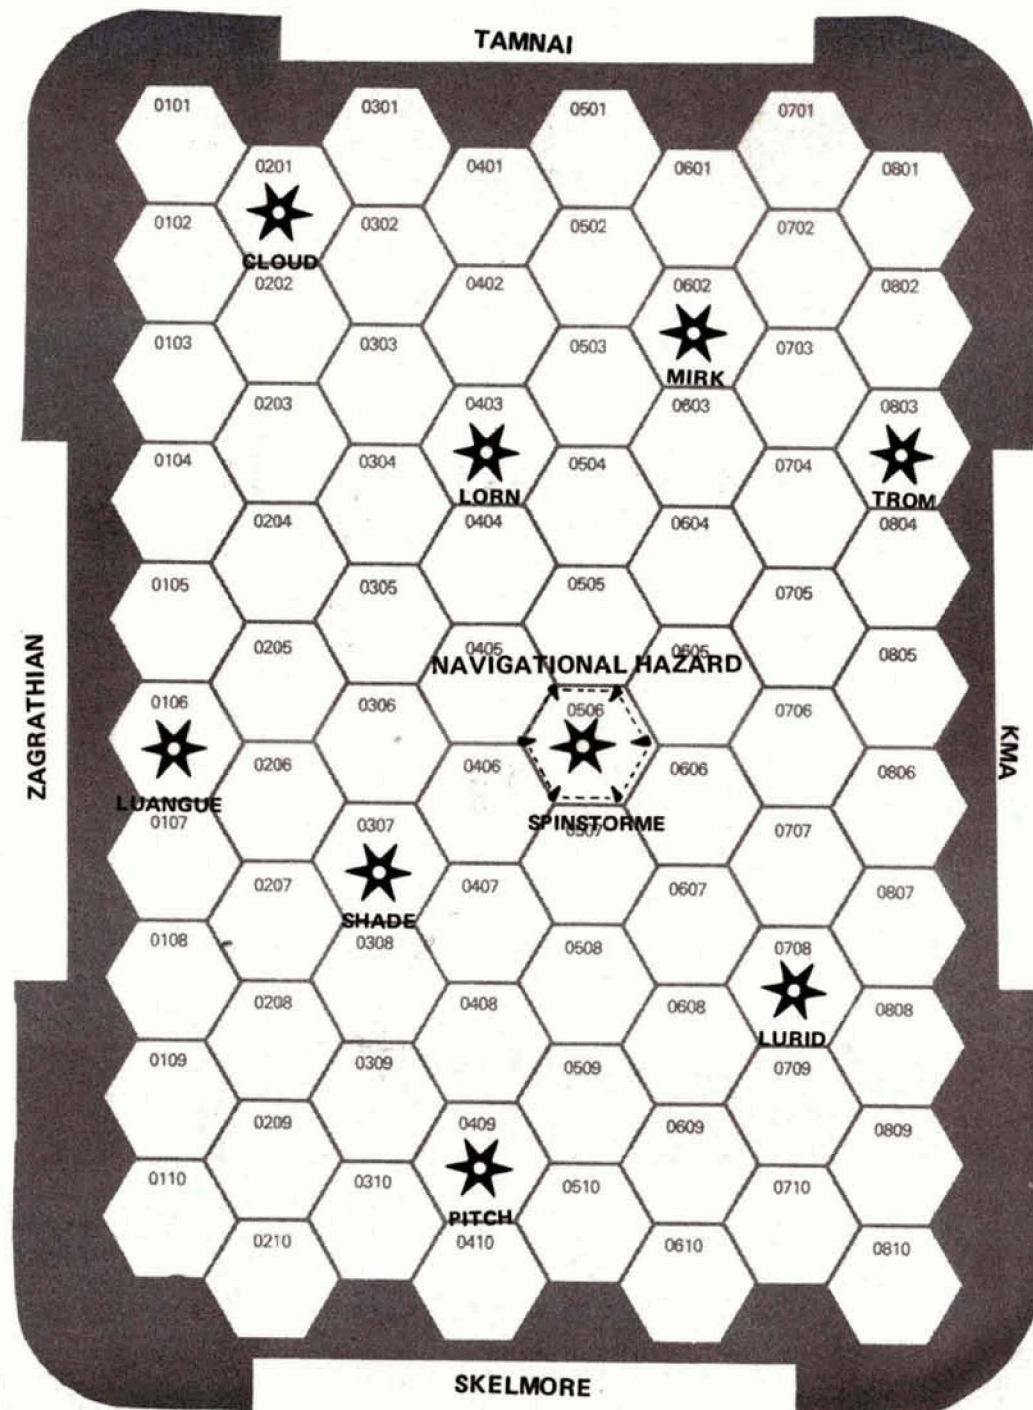 TAMNAI
0101 0301 0501 0701
0201 0401 0601 0801
CLOUD
0102 0302 0502 0702
0202 0402 0602 0802
MIRK
0103 0303 0503 0703
0203 0403 0603 0803
LORN TROM
0104 0304 0504 0704
0204 0404 0604 0804
0105 0305 0505 0705
0205 0405 0605 0805
NAVIGATIONAL HAZARD
ZAGRATHIAN
KMA
0106 0306 0506 0706
LUANGUE
0206 0406 0606 0806
SPINSTORME
0107 0307 0507 0707
SHADE
0207 0407 0607 0807
0108 0308 0508 0708
LURID
0208 0408 0608 0808
0109 0309 0509 0709
0209 0409 0609 0809
PITCH
0110 0310 0510 0710
0210 0410 0610 0810
SKELMORE